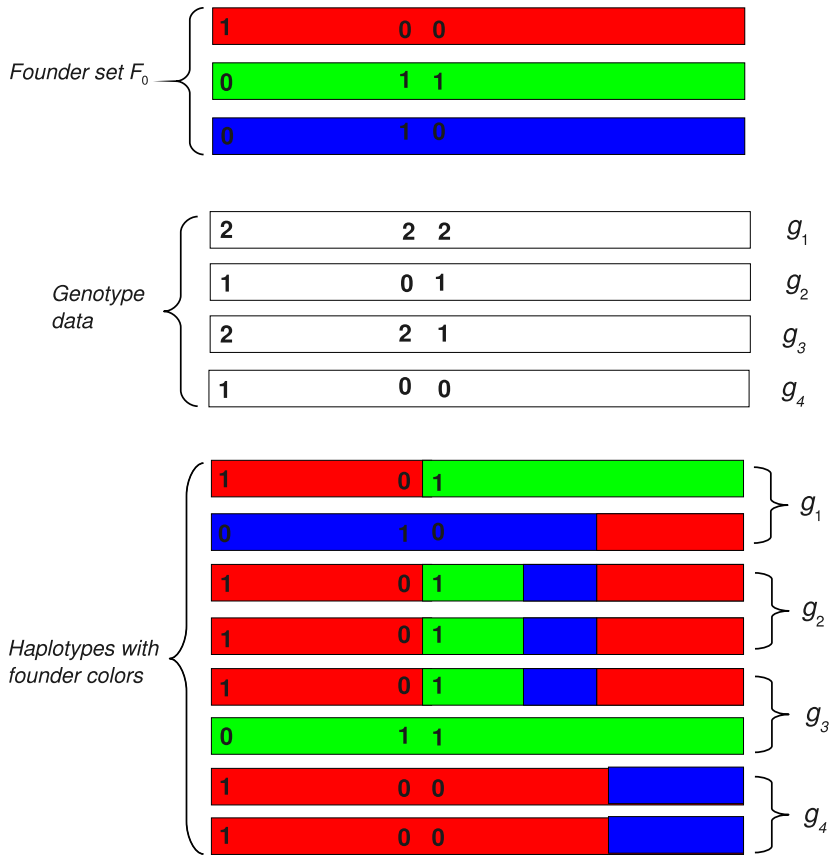 1 0 0
Founder set F₀
0 1 1
0 1 0
2 2 2 g₁
1 0 1 g₂
Genotype
data
2 2 1 g₃
1 0 0 g₄
1 0 1
g₁
0 1 0
1 0 1
g₂
1 0 1
Haplotypes with
founder colors
1 0 1
g₃
0 1 1
1 0 0
g₄
1 0 0